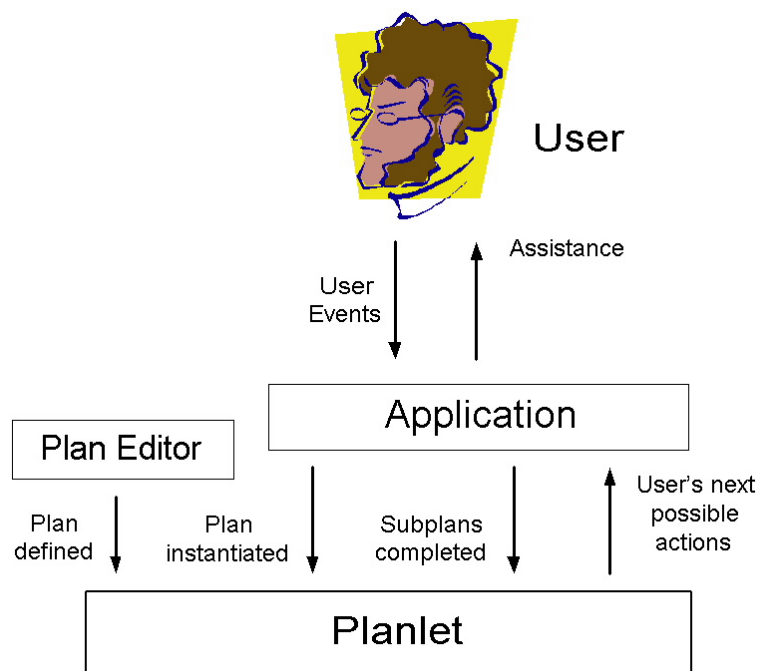 User
Assistance
User
Events
Application
Plan Editor
Plan
defined
Plan
instantiated
Subplans
completed
User’s next
possible
actions
Planlet